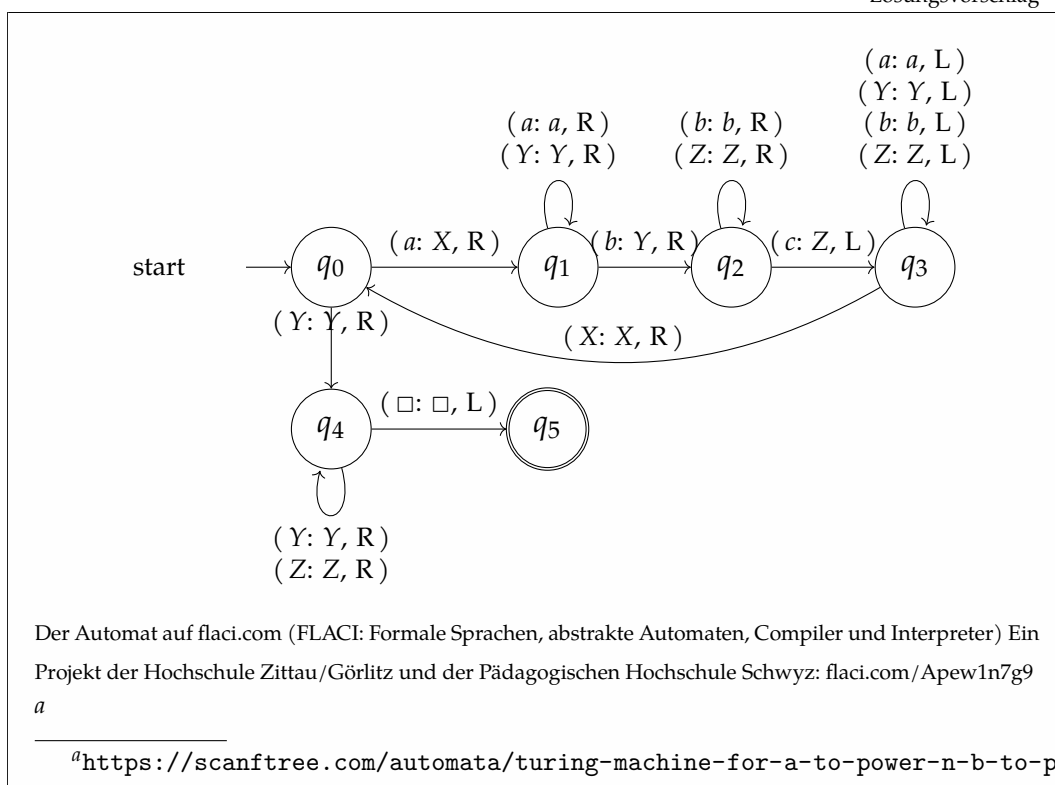 Lösungsvorschlag
( a: a, L )
( Y: Y, L )
( a: a, R ) ( b: b, R ) ( b: b, L )
( Y: Y, R ) ( Z: Z, R ) ( Z: Z, L )
( a: X, R ) ( b: Y, R ) ( c: Z, L )
start q0 q1 q2 q3
( Y: Y, R ) ( X: X, R )
( □: □, L )
q4 q5
( Y: Y, R )
( Z: Z, R )
Der Automat auf flaci.com (FLACI: Formale Sprachen, abstrakte Automaten, Compiler und Interpreter) Ein
Projekt der Hochschule Zittau/Görlitz und der Pädagogischen Hochschule Schwyz: flaci.com/Apew1n7g9
a
a https://scanftree.com/automata/turing-machine-for-a-to-power-n-b-to-p